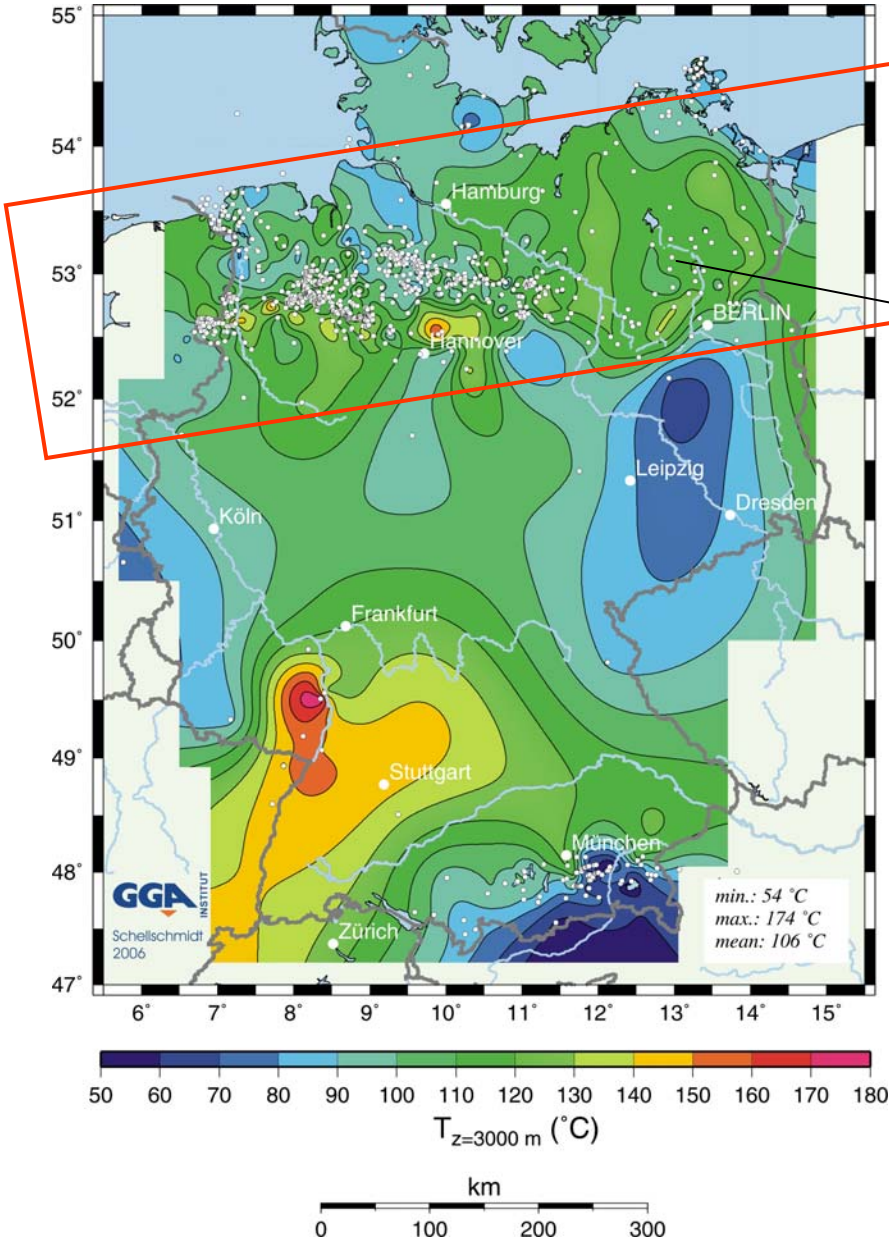 55°
54°
53°
52°
51°
50°
49°
48°
47°
Hamburg
BERLIN
Hannover
Leipzig
Dresden
Köln
Frankfurt
Stuttgart
München
Zürich
GGA
INSTITUT
Schellschmidt
2006
min.: 54 °C
max.: 174 °C
mean: 106 °C
6° 7° 8° 9° 10° 11° 12° 13° 14° 15°
50 60 70 80 90 100 110 120 130 140 150 160 170 180
T z=3000 m (°C)
km
0 100 200 300